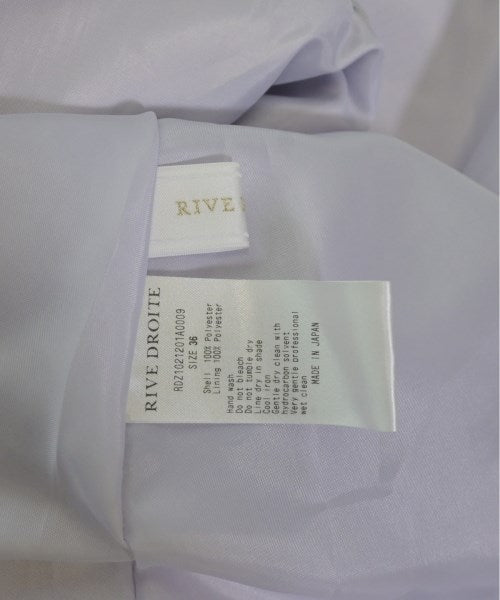 RIVE
RIVE DROITE
RDZ1021201A0009
SIZE 36
Shell 100% Polyester
Lining 100% Polyester
Hand wash
Do not bleach
Do not tumble dry
Line dry in shade
Cool iron
Gentle dry clean with
hydrocarbon solvent
Very gentle professional
wet clean
MADE IN JAPAN